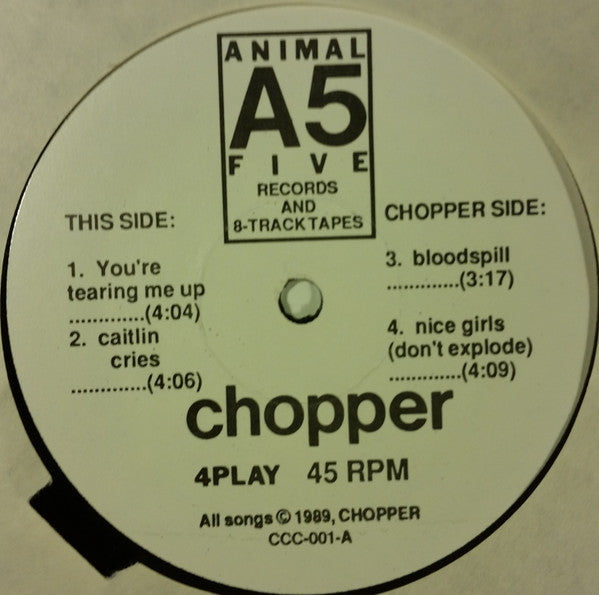 ANIMAL
A5
FIVE
RECORDS
AND
8-TRACK TAPES
THIS SIDE:
1. You're
tearing me up
.............(4:04)
2. caitlin
cries
.............(4:06)
CHOPPER SIDE:
3. bloodspill
.............(3:17)
4. nice girls
(don't explode)
.............(4:09)
chopper
4PLAY 45 RPM
All songs © 1989, CHOPPER
CCC-001-A